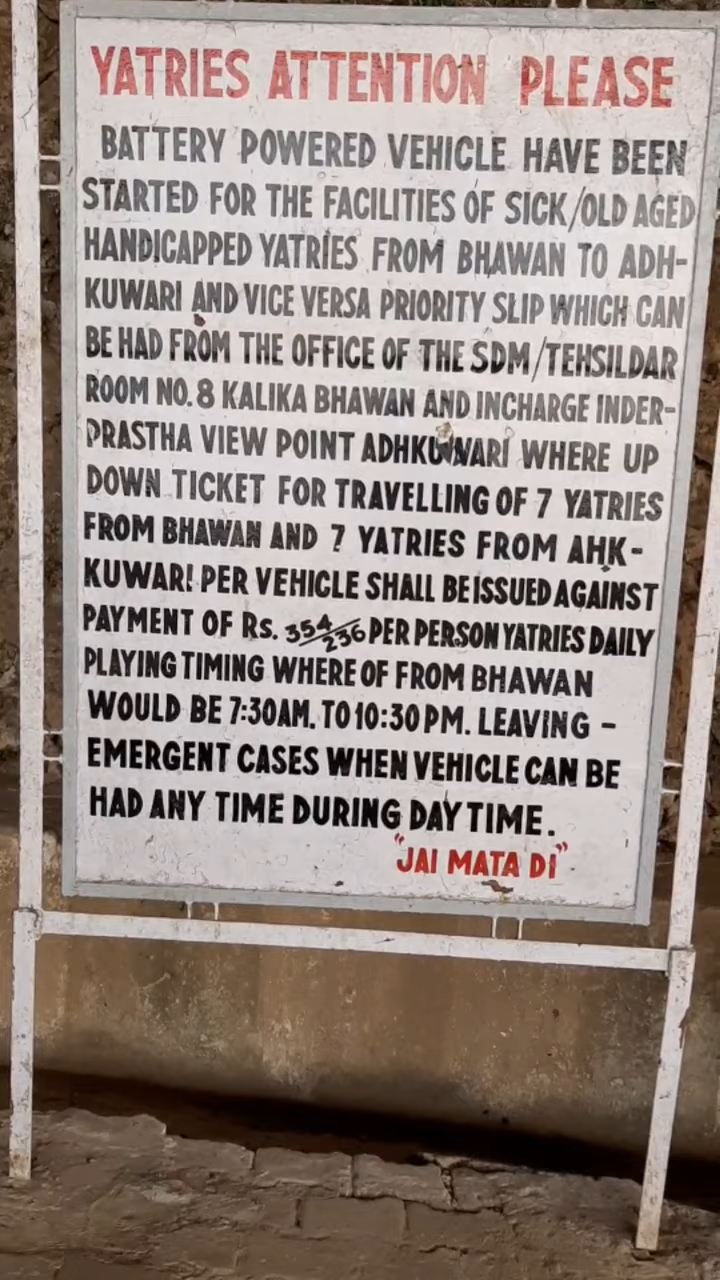 YATRIES ATTENTION PLEASE
BATTERY POWERED VEHICLE HAVE BEEN
STARTED FOR THE FACILITIES OF SICK/OLD AGED
HANDICAPPED YATRIES FROM BHAWAN TO ADH-
KUWARI AND VICE VERSA PRIORITY SLIP WHICH CAN
BE HAD FROM THE OFFICE OF THE SDM/TEHSILDAR
ROOM NO. 8 KALIKA BHAWAN AND INCHARGE INDER-
PRASTHA VIEW POINT ADHKUWARI WHERE UP
DOWN TICKET FOR TRAVELLING OF 7 YATRIES
FROM BHAWAN AND 7 YATRIES FROM AHK-
KUWARI PER VEHICLE SHALL BE ISSUED AGAINST
PAYMENT OF Rs. 354/236 PER PERSON YATRIES DAILY
PLAYING TIMING WHERE OF FROM BHAWAN
WOULD BE 7:30AM. TO 10:30 PM. LEAVING -
EMERGENT CASES WHEN VEHICLE CAN BE
HAD ANY TIME DURING DAY TIME.
"JAI MATA DI"